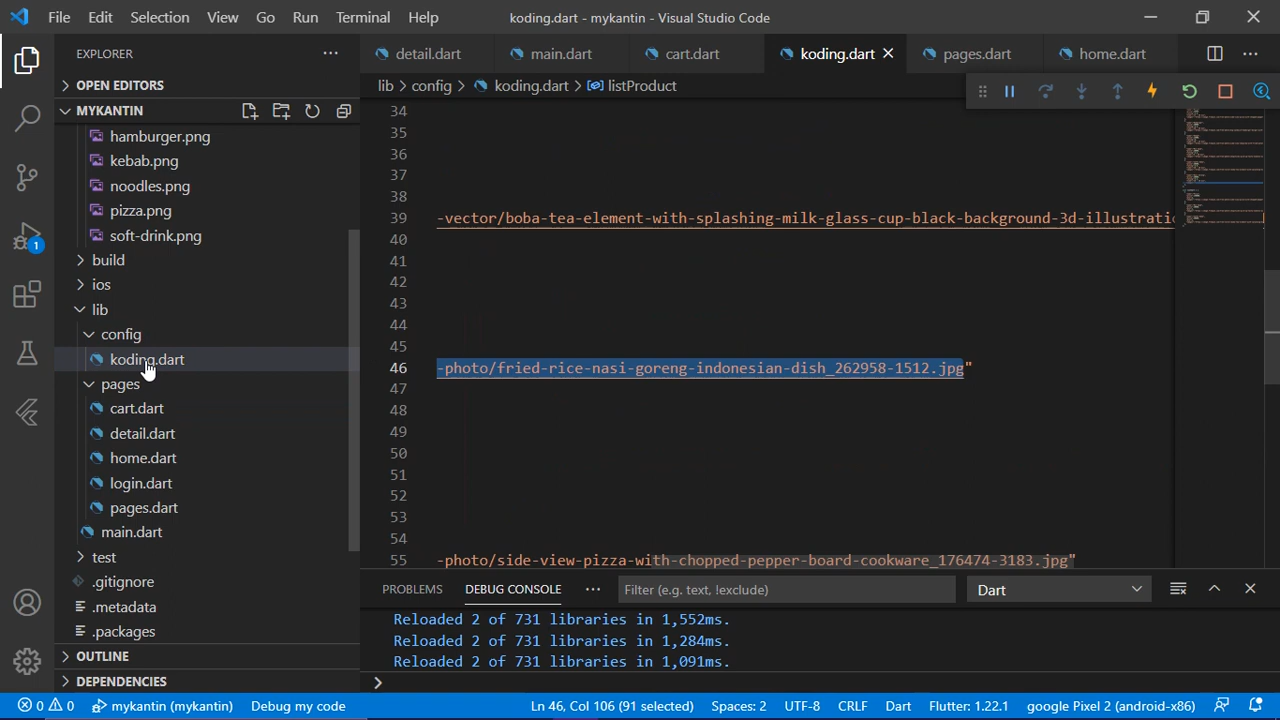 File Edit Selection View Go Run Terminal Help koding.dart - mykantin - Visual Studio Code
EXPLORER
OPEN EDITORS
MYKANTIN
hamburger.png
kebab.png
noodles.png
pizza.png
soft-drink.png
build
ios
lib
config
koding.dart
pages
cart.dart
detail.dart
home.dart
login.dart
pages.dart
main.dart
test
.gitignore
.metadata
.packages
OUTLINE
DEPENDENCIES
1
detail.dart main.dart cart.dart koding.dart pages.dart home.dart
lib > config > koding.dart > listProduct
34
35
36
37
38
39 -vector/boba-tea-element-with-splashing-milk-glass-cup_black-background-3d-illustratio
40
41
42
43
44
45
46 -photo/fried-rice-nasi-goreng-indonesian-dish_262958-1512.jpg"
47
48
49
50
51
52
53
54
55 -photo/side-view-pizza-with-chopped-pepper-board-cookware_176474-3183.jpg"
PROBLEMS DEBUG CONSOLE Filter (e.g. text, !exclude) Dart
Reloaded 2 of 731 libraries in 1,552ms.
Reloaded 2 of 731 libraries in 1,284ms.
Reloaded 2 of 731 libraries in 1,091ms.
0 0 mykantin (mykantin) Debug my code Ln 46, Col 106 (91 selected) Spaces: 2 UTF-8 CRLF Dart Flutter: 1.22.1 google Pixel 2 (android-x86)